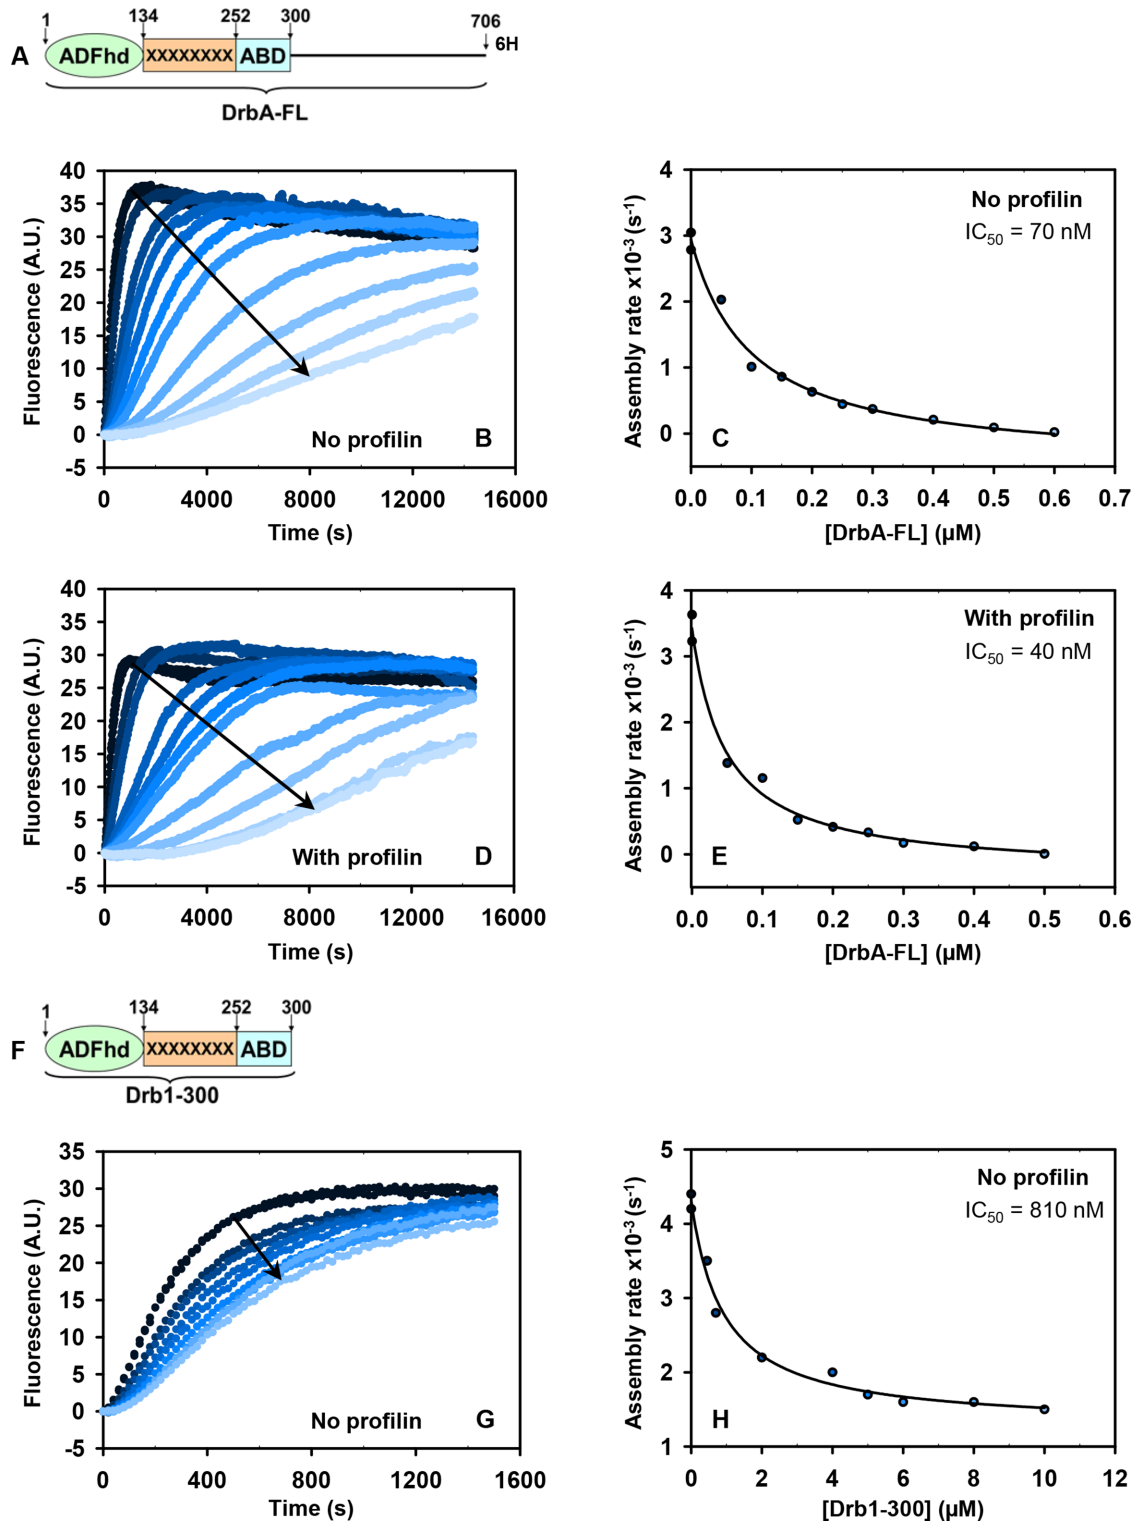 1 134 252 300 706
A ADFhd XXXXXXXX ABD 6H
DrbA-FL
40
35
30
25
20
15
10
5
0
-5
Fluorescence (A.U.)
No profilin B
0 4000 8000 12000 16000
Time (s)
4
3
2
1
0
Assembly rate x10⁻³ (s⁻¹)
No profilin
IC₅₀ = 70 nM
C
0.0 0.1 0.2 0.3 0.4 0.5 0.6 0.7
[DrbA-FL] (µM)
40
35
30
25
20
15
10
5
0
-5
Fluorescence (A.U.)
With profilin D
0 4000 8000 12000 16000
Time (s)
4
3
2
1
0
Assembly rate x10⁻³ (s⁻¹)
With profilin
IC₅₀ = 40 nM
E
0.0 0.1 0.2 0.3 0.4 0.5 0.6
[DrbA-FL] (µM)
1 134 252 300
F ADFhd XXXXXXXX ABD
Drb1-300
35
30
25
20
15
10
5
0
-5
Fluorescence (A.U.)
No profilin G
0 400 800 1200 1600
Time (s)
5
4
3
2
1
Assembly rate x10⁻³ (s⁻¹)
No profilin
IC₅₀ = 810 nM
H
0 2 4 6 8 10 12
[Drb1-300] (µM)